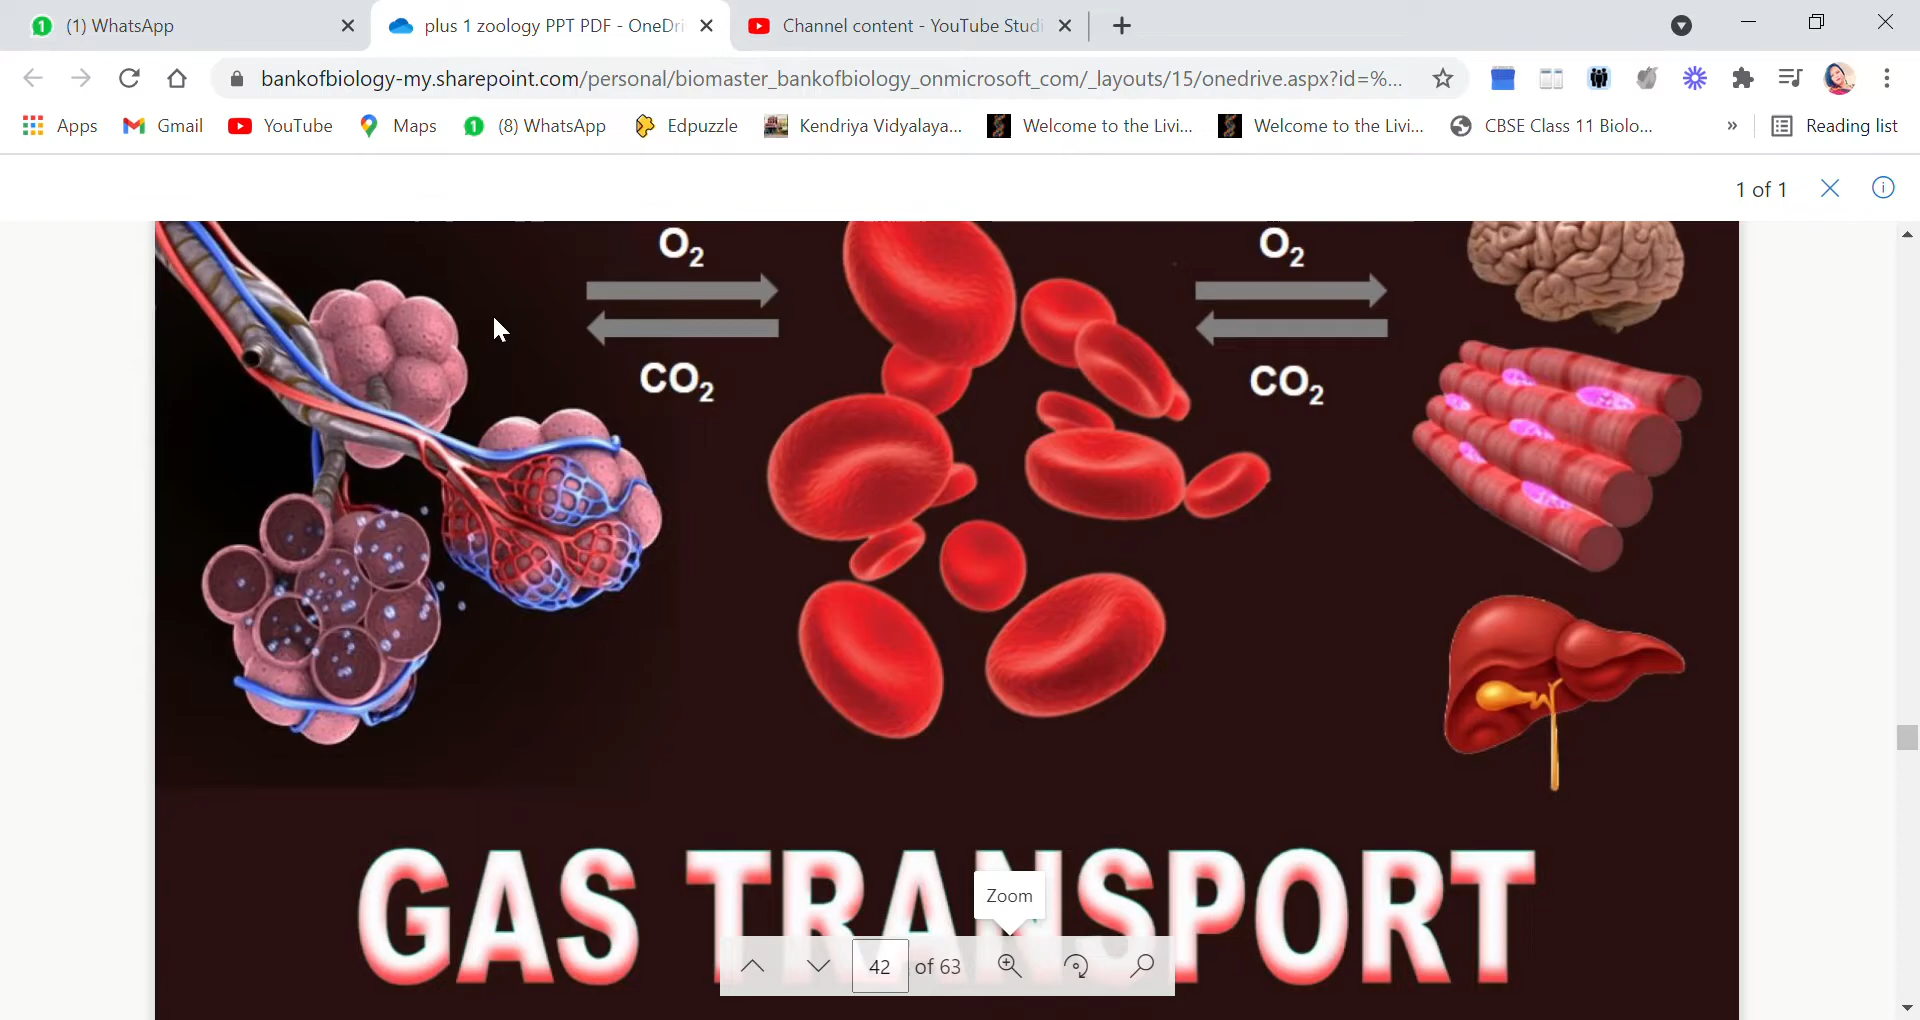 1 (1) WhatsApp
plus 1 zoology PPT PDF - OneDri
Channel content - YouTube Studi
bankofbiology-my.sharepoint.com/personal/biomaster_bankofbiology_onmicrosoft_com/_layouts/15/onedrive.aspx?id=%...
Apps Gmail YouTube Maps 1 (8) WhatsApp Edpuzzle Kendriya Vidyalaya... Welcome to the Livi... Welcome to the Livi... CBSE Class 11 Biolo... » Reading list
1 of 1
O₂ O₂
CO₂ CO₂
GAS TRANSPORT
Zoom
42 of 63